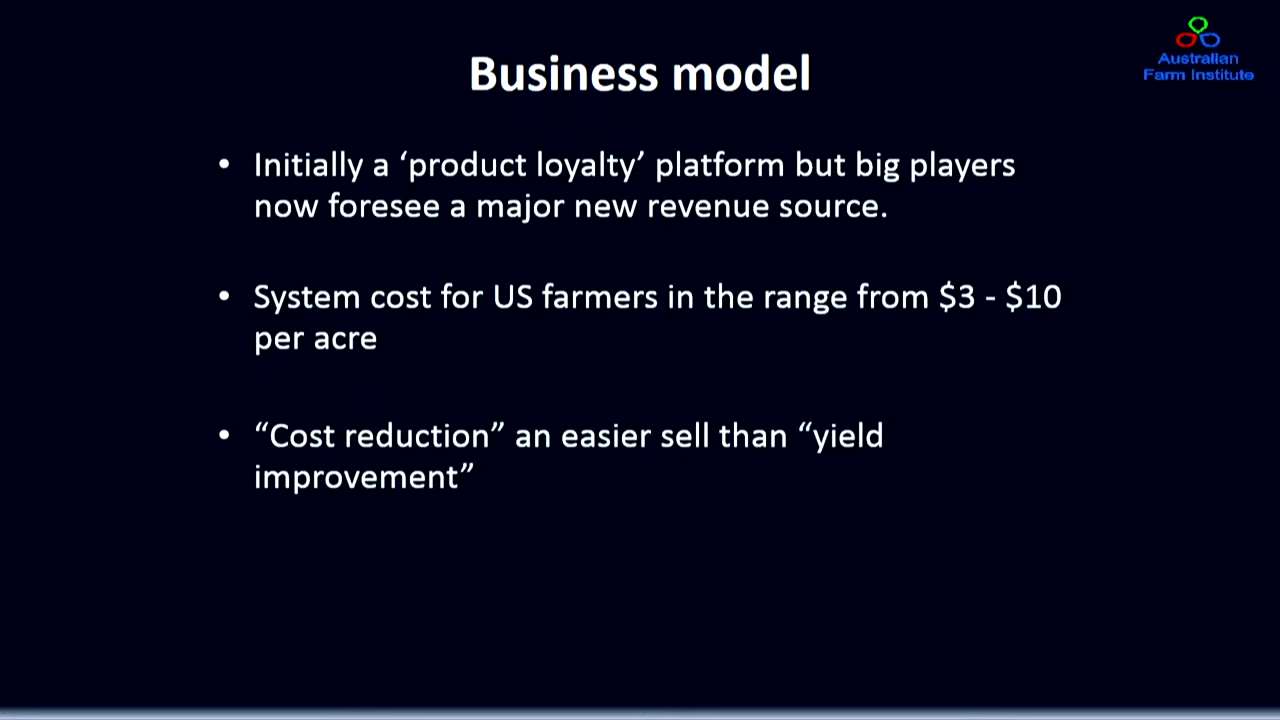 Australian
Farm Institute
Business model
• Initially a ‘product loyalty’ platform but big players
now foresee a major new revenue source.
• System cost for US farmers in the range from $3 - $10
per acre
• “Cost reduction” an easier sell than “yield
improvement”